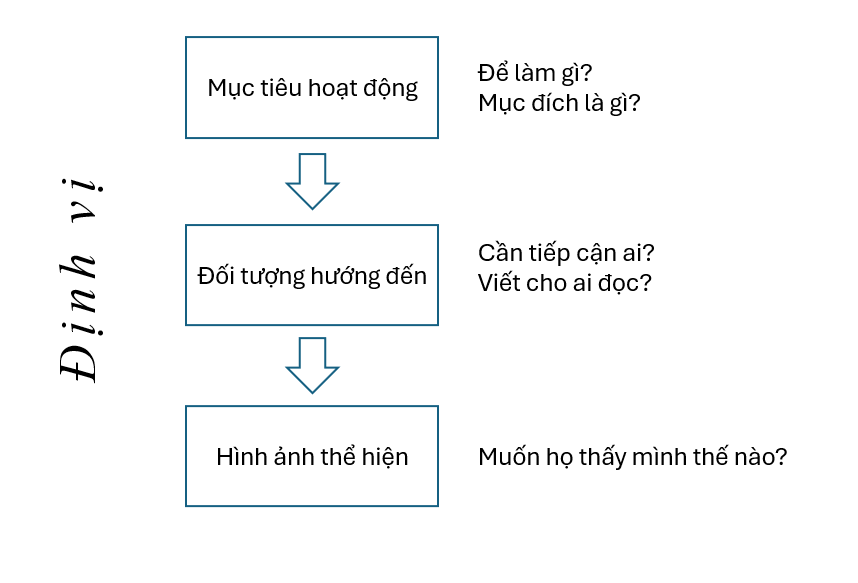 Định vị
Mục tiêu hoạt động
Để làm gì?
Mục đích là gì?
Đối tượng hướng đến
Cần tiếp cận ai?
Viết cho ai đọc?
Hình ảnh thể hiện
Muốn họ thấy mình thế nào?